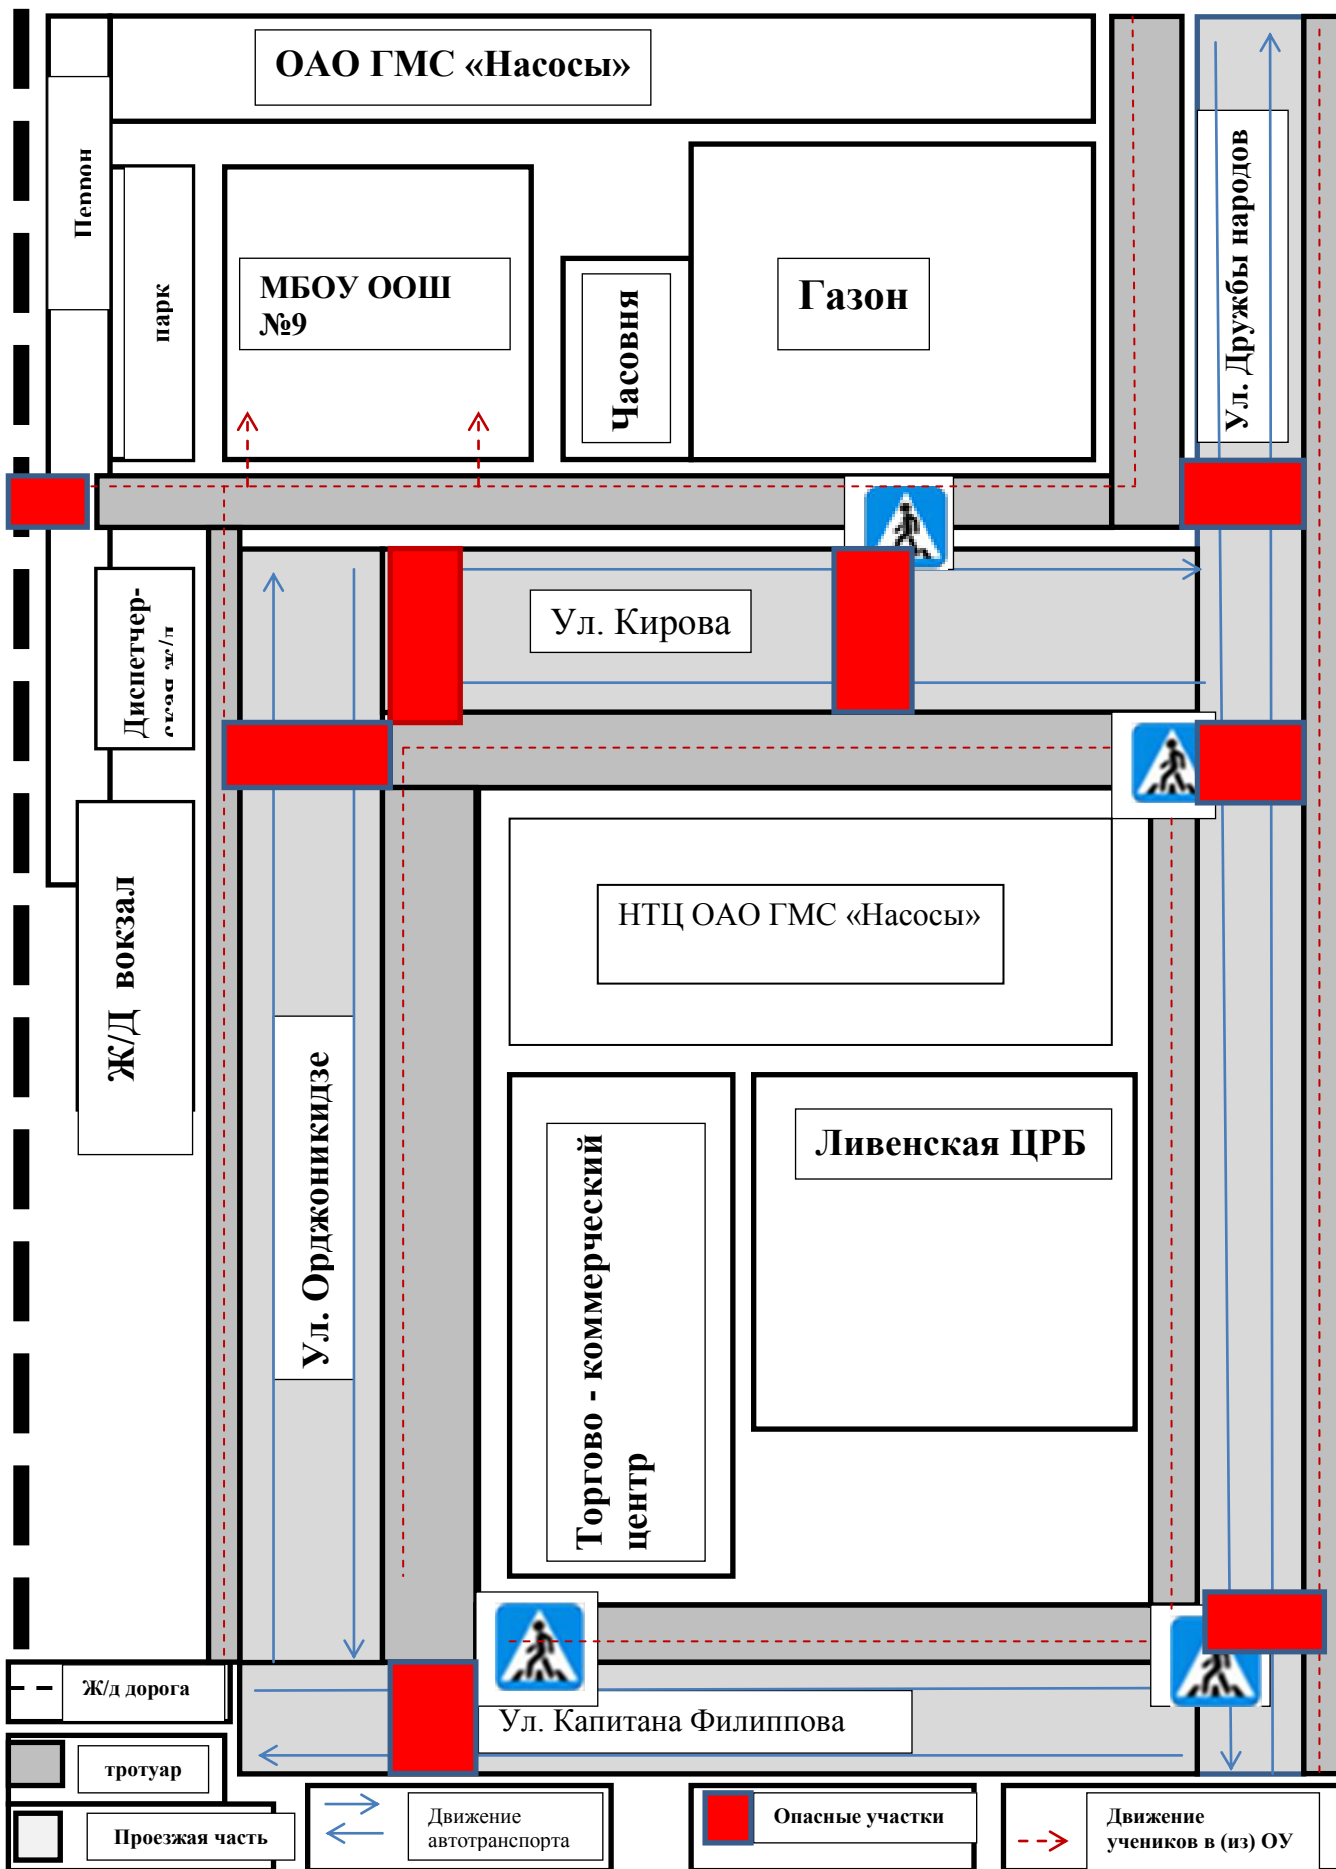 ОАО ГМС «Насосы»
Перрон
парк
МБОУ ООШ
№9
Часовня
Газон
Ул. Дружбы народов
Ул. Кирова
Диспетчер-
ская ж/д
Ж/Д вокзал
НТЦ ОАО ГМС «Насосы»
Ул. Орджоникидзе
Торгово - коммерческий
центр
Ливенская ЦРБ
Ул. Капитана Филиппова
Ж/д дорога
тротуар
Проезжая часть
Движение
автотранспорта
Опасные участки
Движение
учеников в (из) ОУ